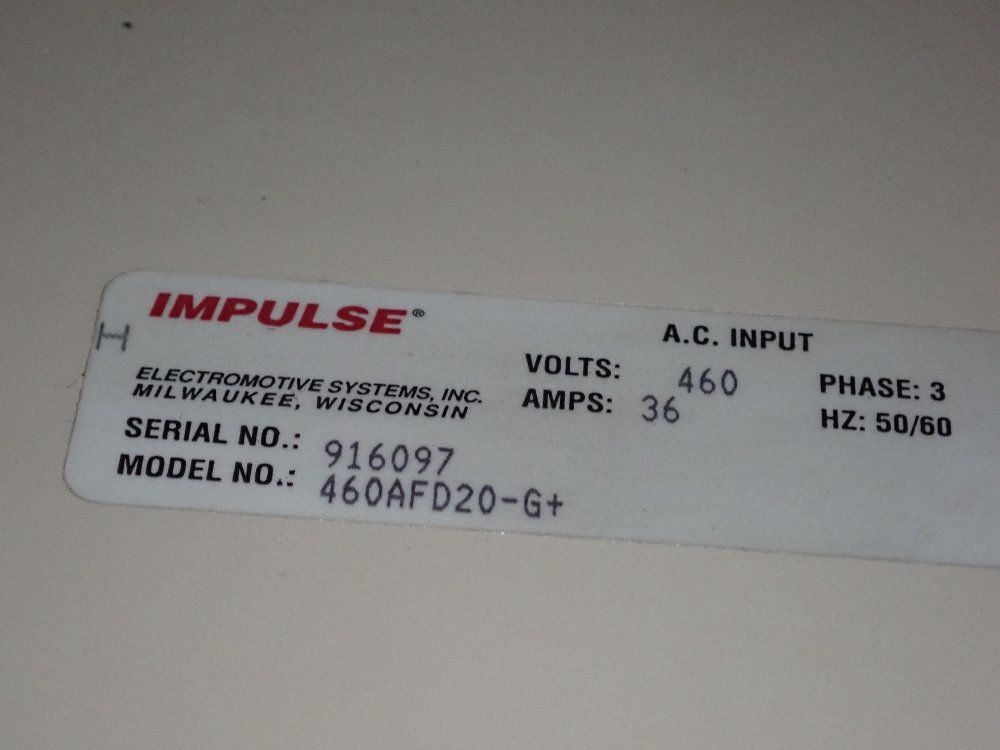 IMPULSE®
ELECTROMOTIVE SYSTEMS, INC.
MILWAUKEE, WISCONSIN
SERIAL NO.: 916097
MODEL NO.: 460AFD20-G+
A.C. INPUT
VOLTS: 460 PHASE: 3
AMPS: 36 HZ: 50/60
H